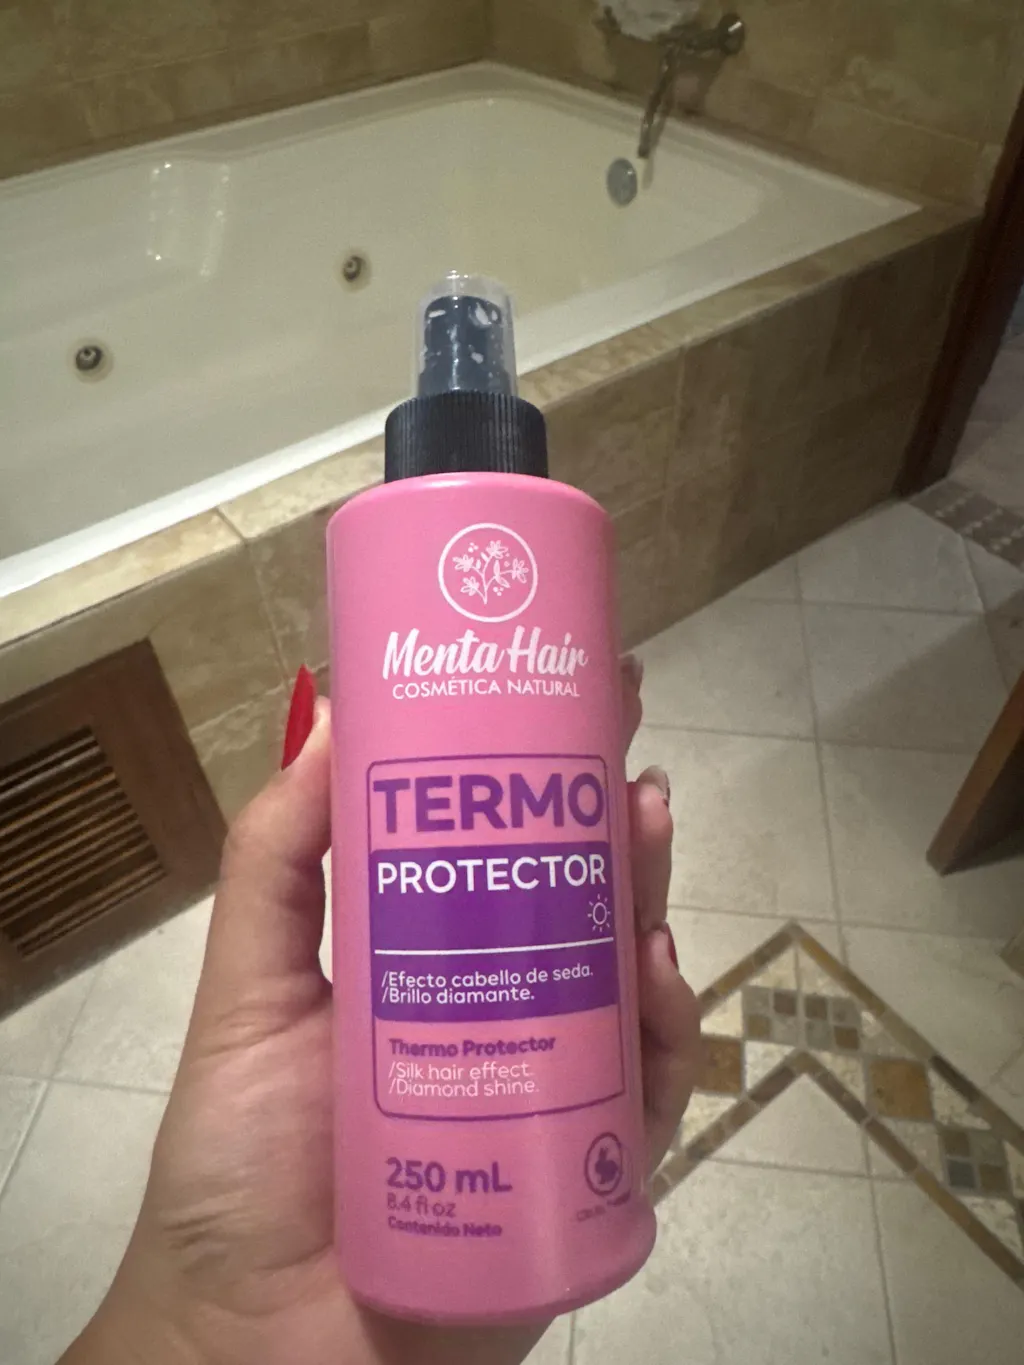 Menta Hair
COSMÉTICA NATURAL
TERMO
PROTECTOR
/Efecto cabello de seda.
/Brillo diamante.
Thermo Protector
/Silk hair effect.
/Diamond shine.
250 mL
8.4 fl oz
Contenido Neto